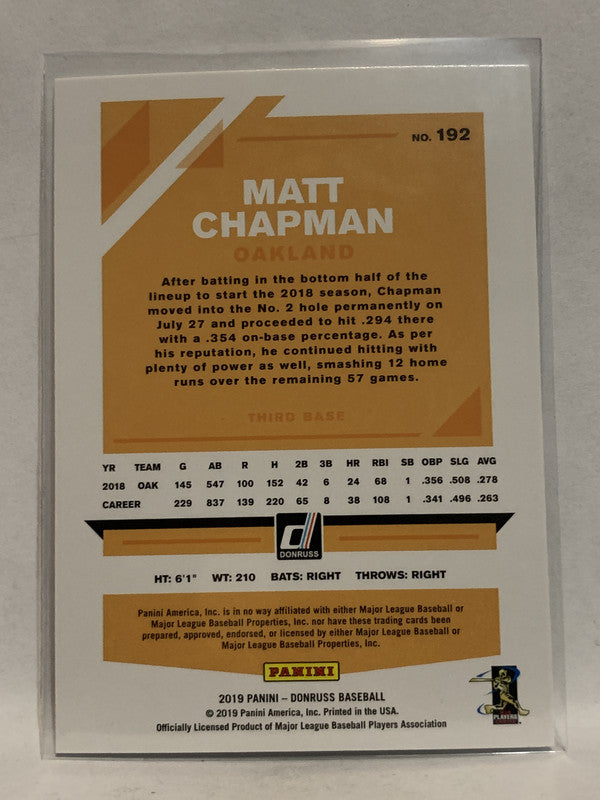 NO. 192
MATT
CHAPMAN
OAKLAND
After batting in the bottom half of the
lineup to start the 2018 season, Chapman
moved into the No. 2 hole permanently on
July 27 and proceeded to hit .294 there
with a .354 on-base percentage. As per
his reputation, he continued hitting with
plenty of power as well, smashing 12 home
runs over the remaining 57 games.
THIRD BASE
YR TEAM G AB R H 2B 3B HR RBI SB OBP SLG AVG
2018 OAK 145 547 100 152 42 6 24 68 1 .356 .508 .278
CAREER 229 837 139 220 65 8 38 108 1 .341 .496 .263
d
DONRUSS
HT: 6'1" WT: 210 BATS: RIGHT THROWS: RIGHT
Panini America, Inc. is in no way affiliated with either Major League Baseball or
Major League Baseball Properties, Inc. nor have these trading cards been
prepared, approved, endorsed, or licensed by either Major League Baseball or
Major League Baseball Properties, Inc.
PANINI
2019 PANINI – DONRUSS BASEBALL
© 2019 Panini America, Inc. Printed in the USA.
Officially Licensed Product of Major League Baseball Players Association
PLAYERS